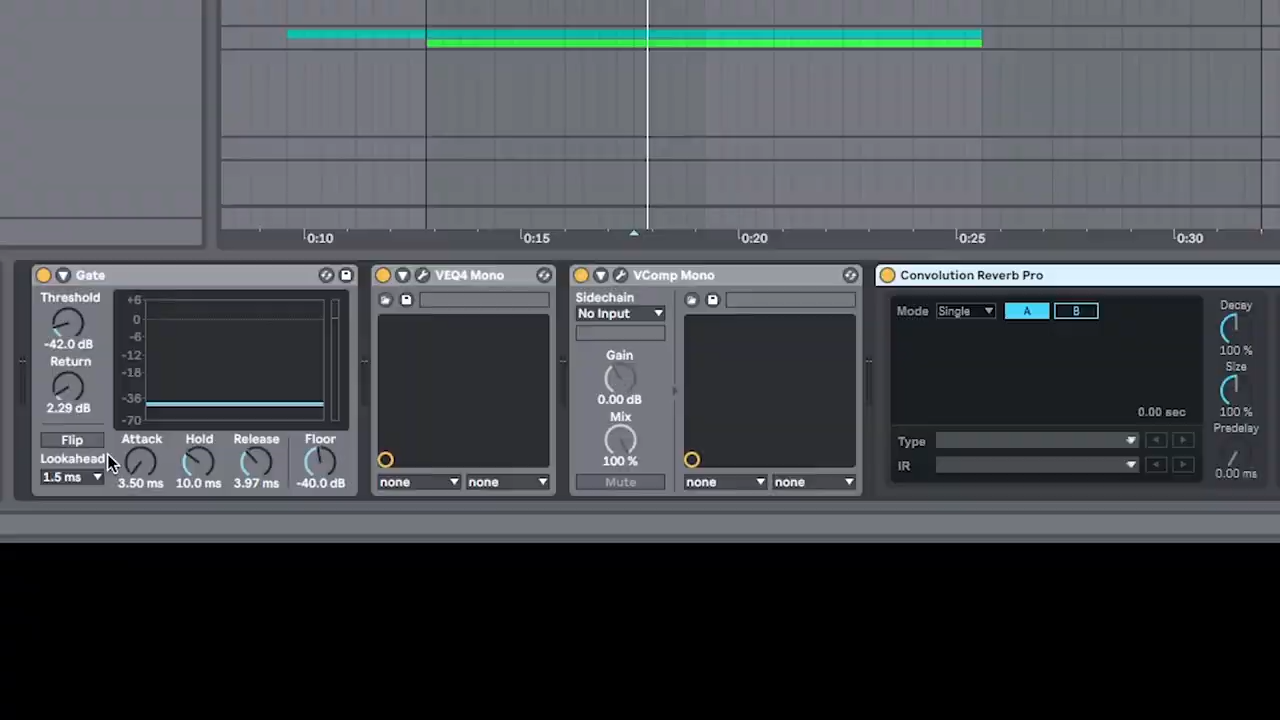 0:10 0:15 0:20 0:25 0:30
Gate
Threshold
-42.0 dB
Return
2.29 dB
Flip
Lookahead
1.5 ms
+6
0
-6
-12
-18
-36
-70
Attack Hold Release Floor
3.50 ms 10.0 ms 3.97 ms -40.0 dB
VEQ4 Mono
none none
VComp Mono
Sidechain
No Input
Gain
0.00 dB
Mix
100 %
Mute
none none
Convolution Reverb Pro
Mode Single A B
0.00 sec
Type
IR
Decay
100 %
Size
100 %
Predelay
0.00 ms